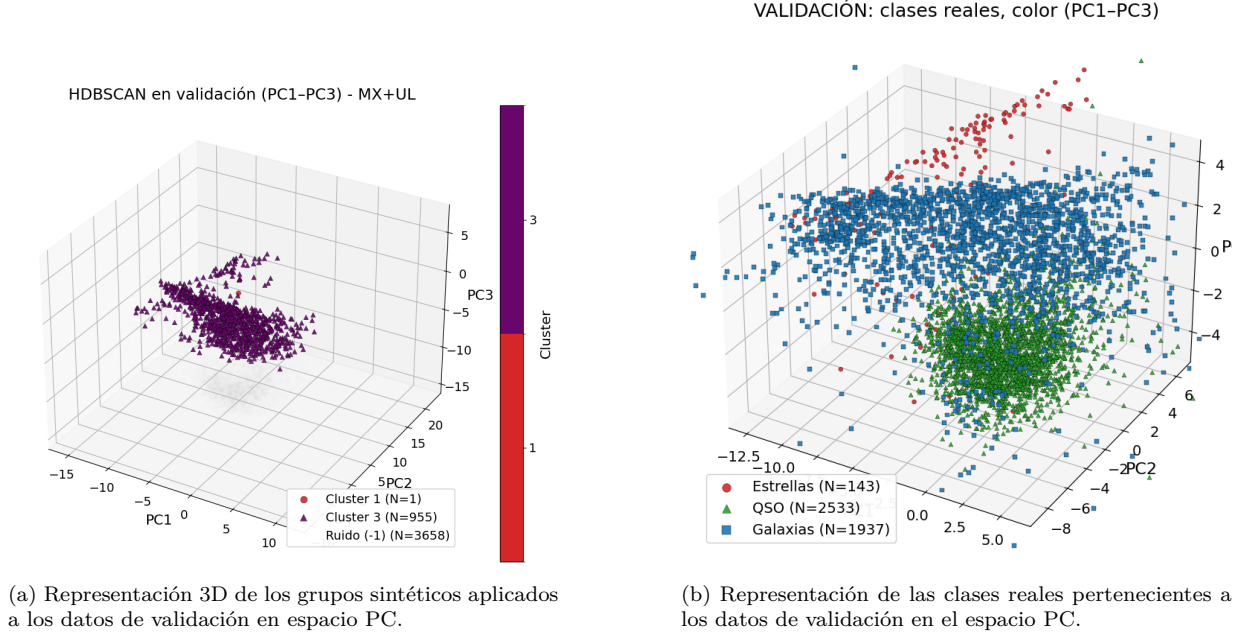 VALIDACIÓN: clases reales, color (PC1–PC3)
HDBSCAN en validación (PC1–PC3) - MX+UL
5
0
−5
−10
−15
PC3
20
15
10
5
PC2
−15
−10
−5
0
5
10
PC1
Cluster 1 (N=1)
Cluster 3 (N=955)
Ruido (-1) (N=3658)
3
1
Cluster
4
2
0
−2
−4
P
6
4
2
0
−2
−4
−6
−8
PC2
−12.5
−10.0
0.0
2.5
5.0
Estrellas (N=143)
QSO (N=2533)
Galaxias (N=1937)
(a) Representación 3D de los grupos sintéticos aplicados
a los datos de validación en espacio PC.
(b) Representación de las clases reales pertenecientes a
los datos de validación en el espacio PC.